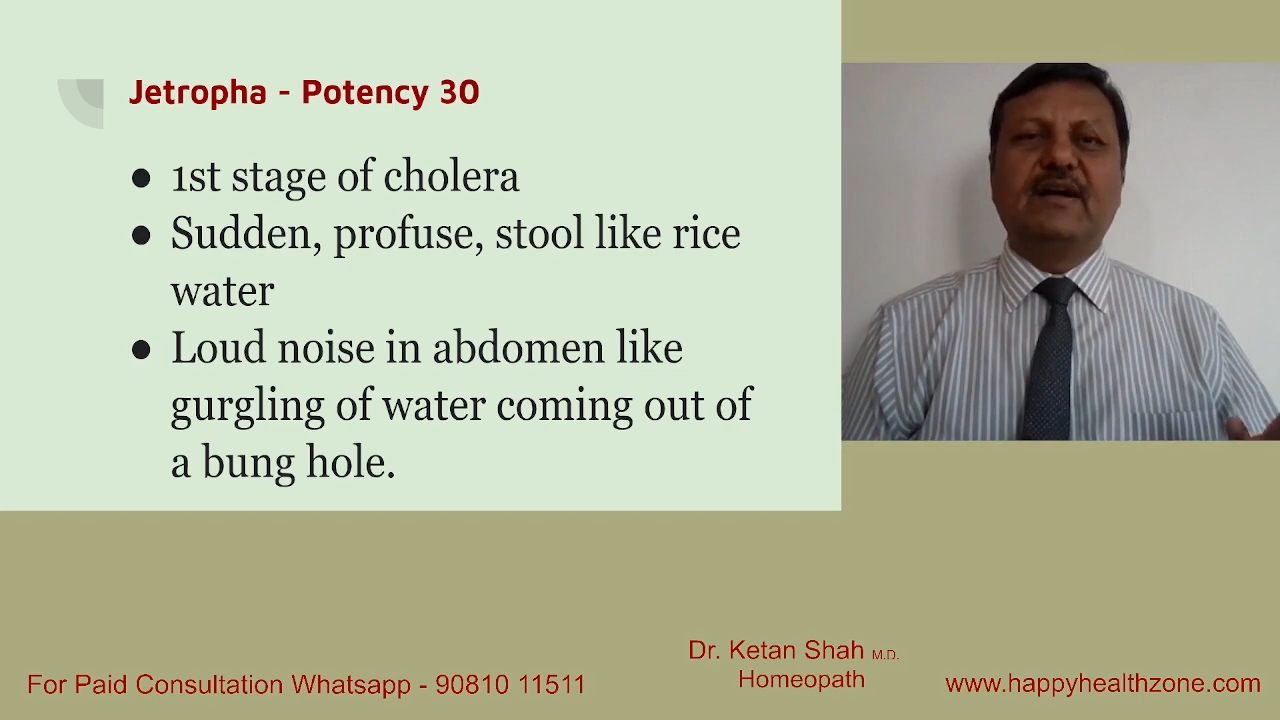 Jetropha - Potency 30
● 1st stage of cholera
● Sudden, profuse, stool like rice
water
● Loud noise in abdomen like
gurgling of water coming out of
a bung hole.
Dr. Ketan Shah M.D.
Homeopath
For Paid Consultation Whatsapp - 90810 11511
www.happyhealthzone.com